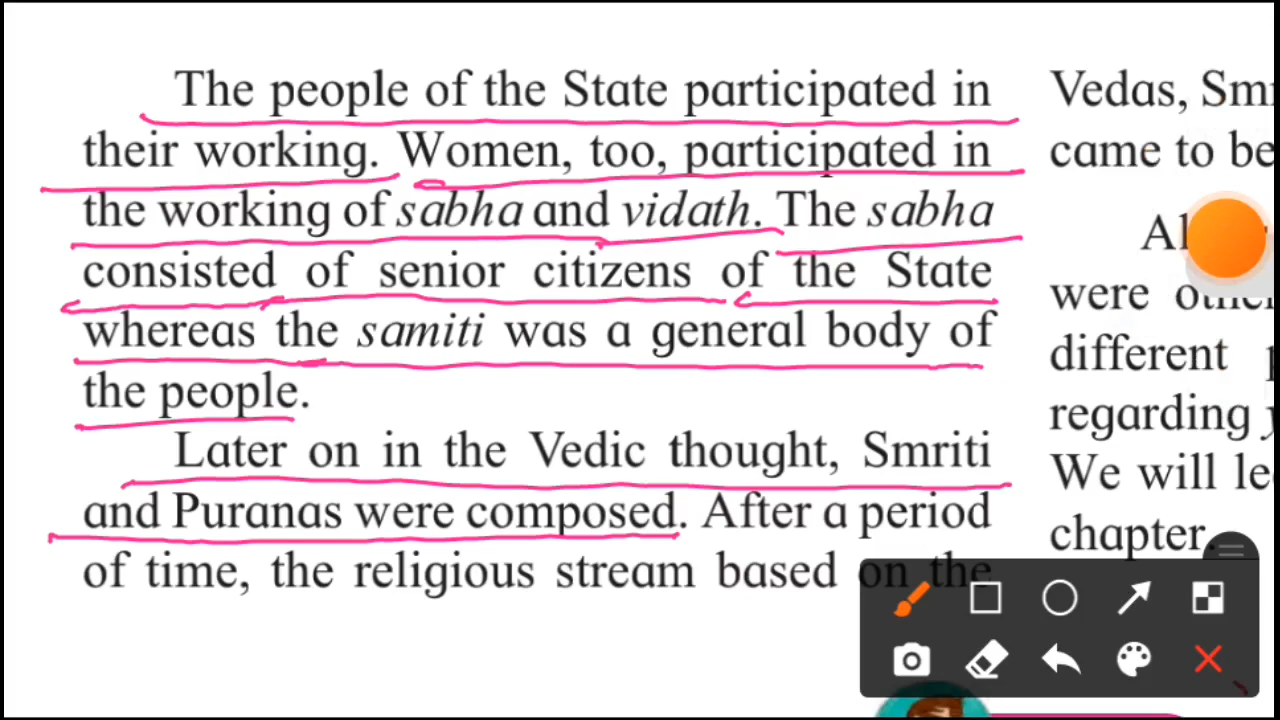 The people of the State participated in
their working. Women, too, participated in
the working of sabha and vidath. The sabha
consisted of senior citizens of the State
whereas the samiti was a general body of
the people.
Later on in the Vedic thought, Smriti
and Puranas were composed. After a period
of time, the religious stream based on the
Vedas,
came to be
were
different
regarding
We will
chapter.